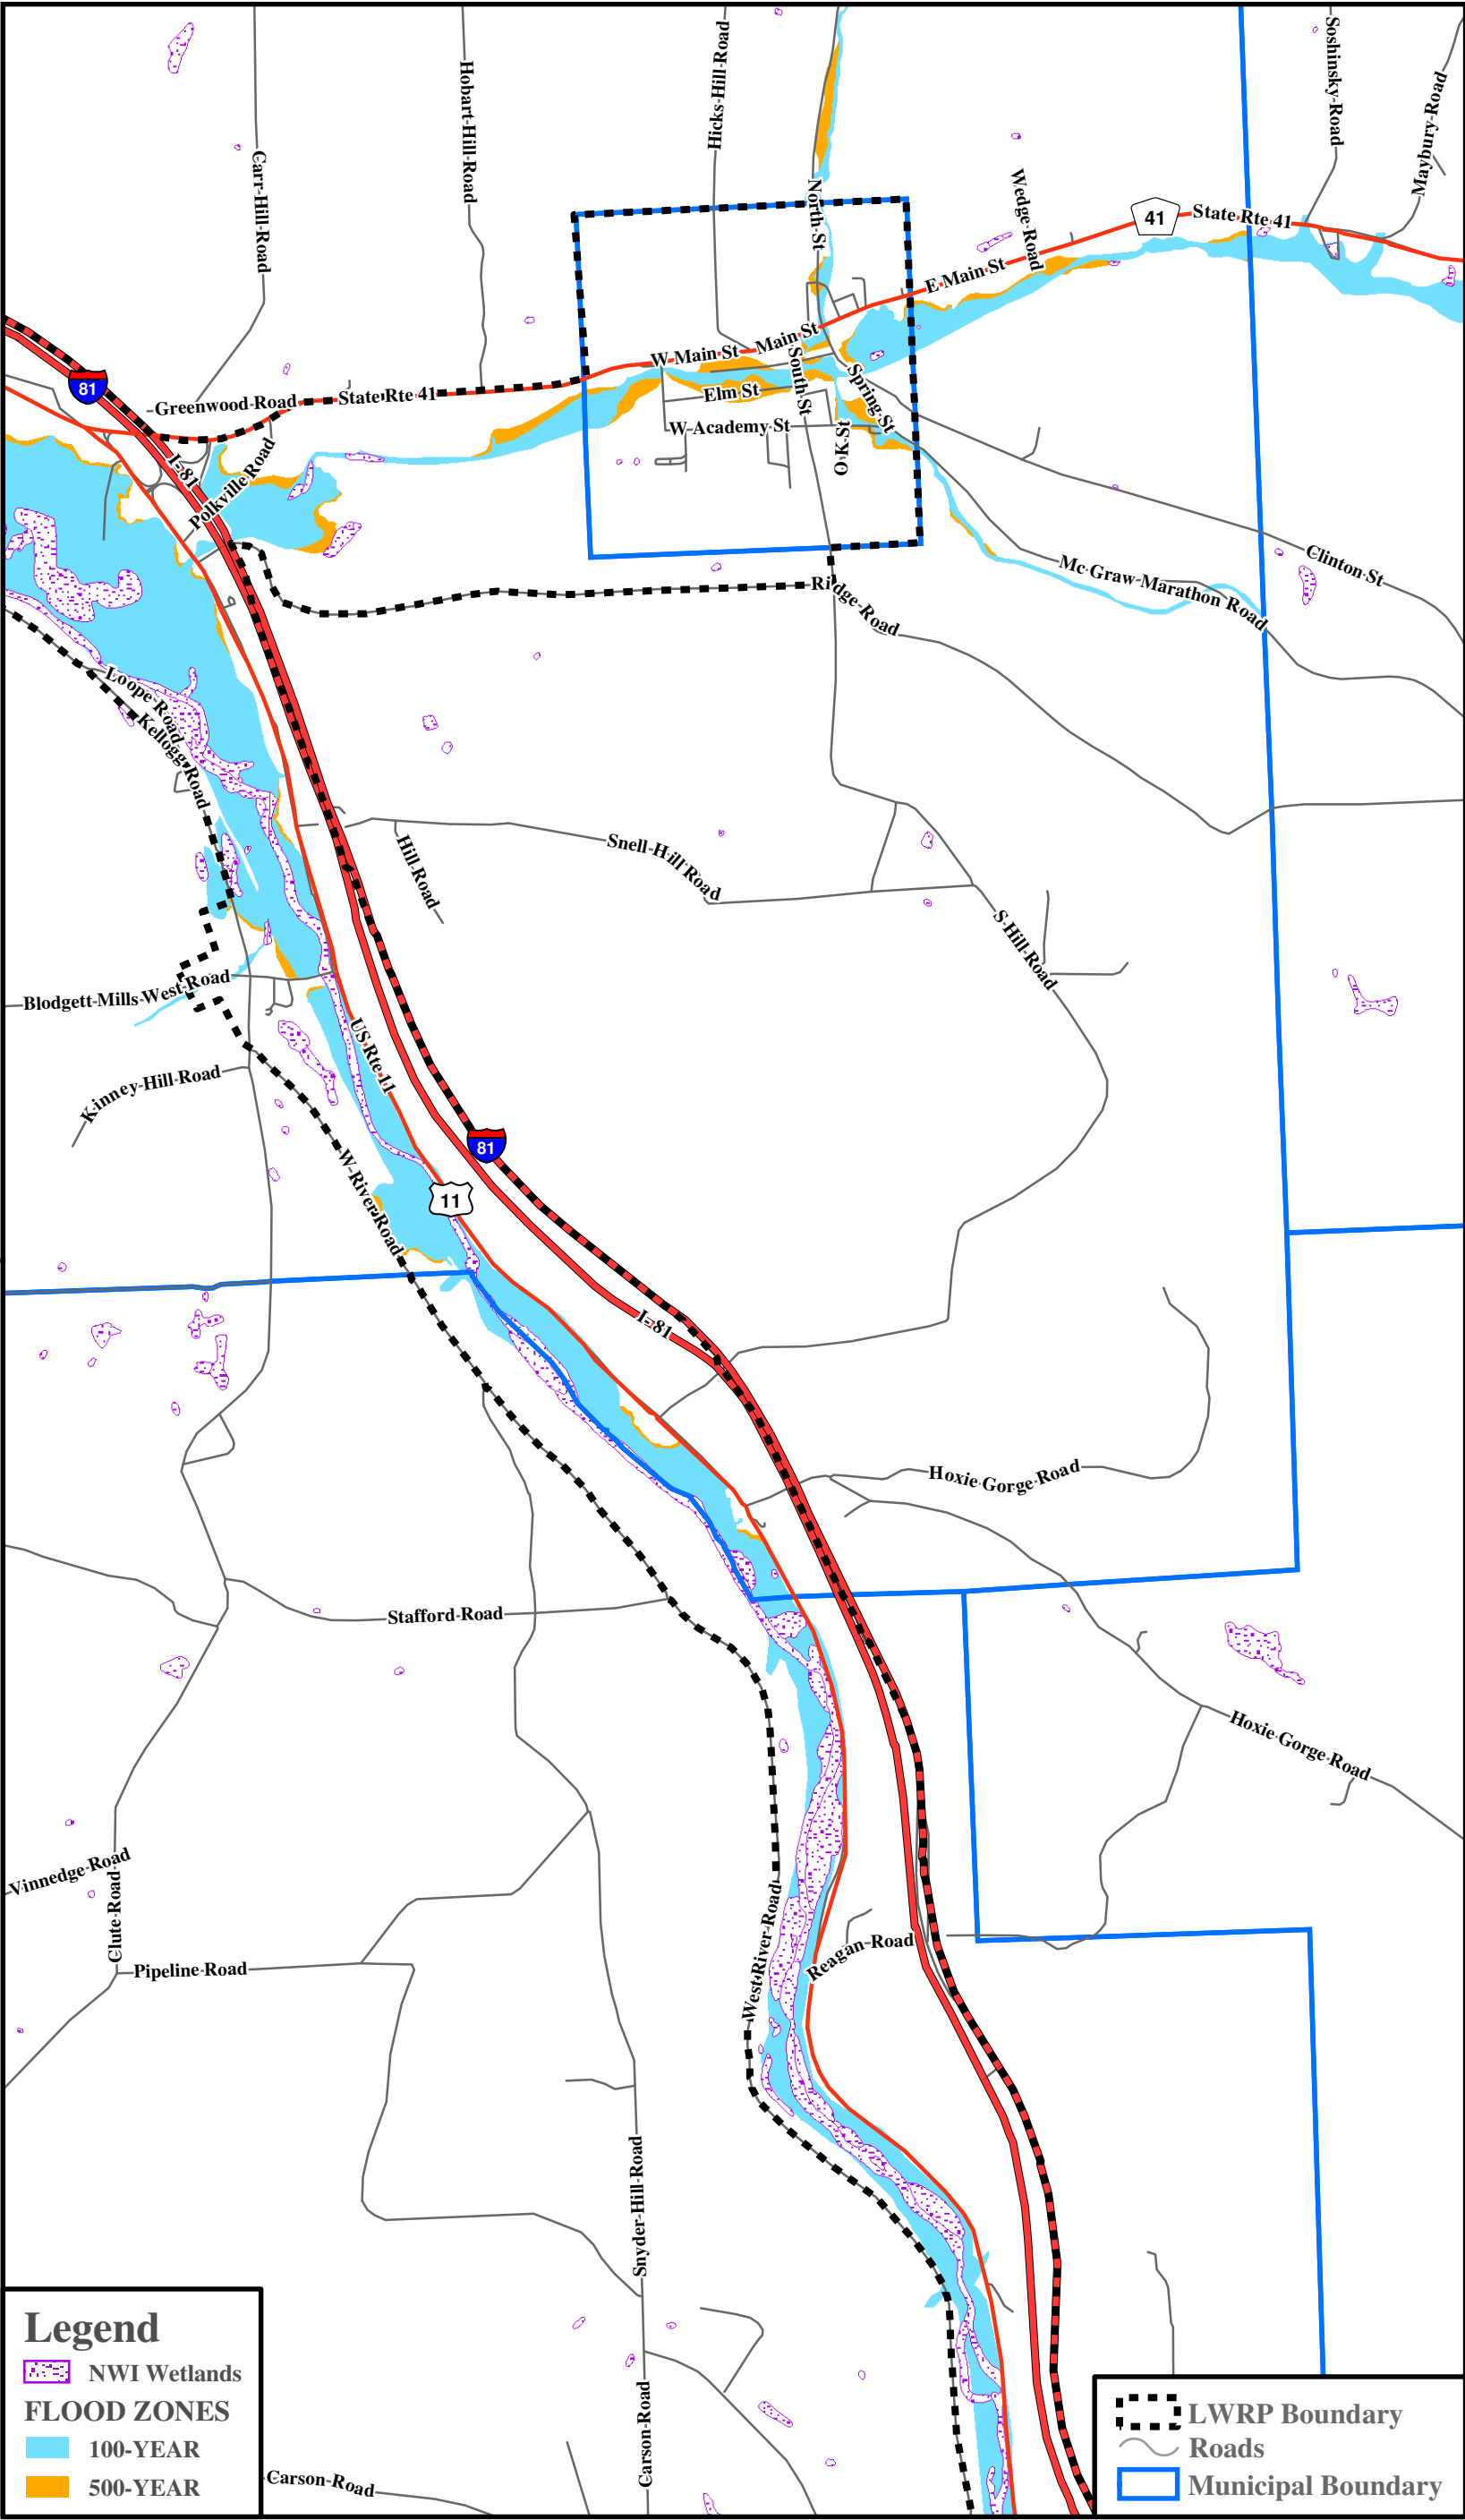 Soshinsky Road
Maybury Road
Hicks Hill Road
Hobart Hill Road
Carr Hill Road
North St
Wedge Road
41
State Rte 41
E Main St
Main St
W Main St
81
Greenwood Road
State Rte 41
Elm St
South St
Spring St
W Academy St
O K St
I-81
Polkville Road
Clinton St
Mc Graw Marathon Road
Ridge Road
Loope Road
Kellogg Road
Hill Road
Snell Hill Road
S Hill Road
Blodgett Mills West Road
US Rte 11
Kinney Hill Road
81
W River Road
11
I-81
Hoxie Gorge Road
Stafford Road
Hoxie Gorge Road
Vinnedge Road
Clute Road
West River Road
Reagan Road
Pipeline Road
Snyder Hill Road
Carson Road
Carson Road
Legend
NWI Wetlands
FLOOD ZONES
100-YEAR
500-YEAR
LWRP Boundary
Roads
Municipal Boundary